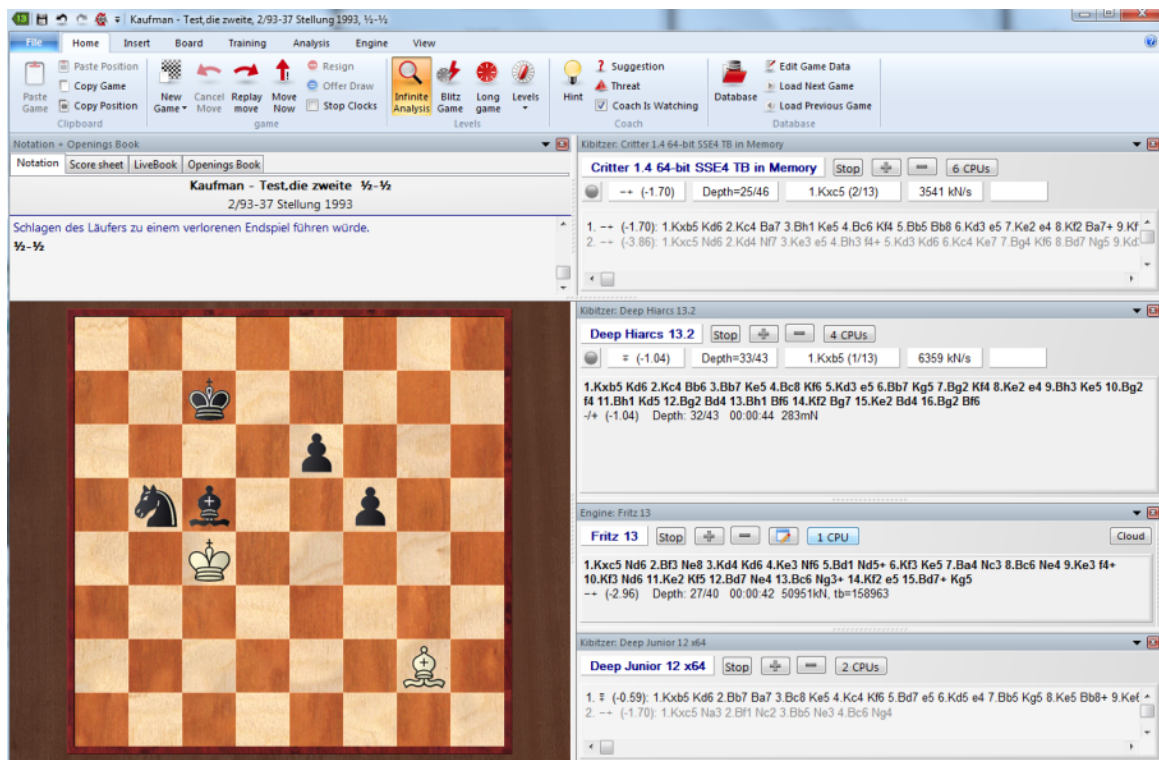 13 Kaufman - Test,die zweite, 2/93-37 Stellung 1993, ½-½
File Home Insert Board Training Analysis Engine View
Paste Game
Paste Position
Copy Game
Copy Position
Clipboard
New Game
Cancel Move
Replay move
Move Now
Resign
Offer Draw
Stop Clocks
game
Infinite Analysis
Blitz Game
Long game
Levels
Levels
Hint
Suggestion
Threat
Coach Is Watching
Coach
Database
Edit Game Data
Load Next Game
Load Previous Game
Database
Notation + Openings Book
Notation Score sheet LiveBook Openings Book
Kaufman - Test,die zweite ½-½
2/93-37 Stellung 1993
Schlagen des Läufers zu einem verlorenen Endspiel führen würde.
½-½
Kibitzer: Critter 1.4 64-bit SSE4 TB in Memory
Critter 1.4 64-bit SSE4 TB in Memory Stop 6 CPUs
-+ (-1.70) Depth=25/46 1.Kxc5 (2/13) 3541 kN/s
1. -+ (-1.70): 1.Kxb5 Kd6 2.Kc4 Ba7 3.Bh1 Ke5 4.Bc6 Kf4 5.Bb5 Bb8 6.Kd3 e5 7.Ke2 e4 8.Kf2 Ba7+ 9.Kf
2. -+ (-3.86): 1.Kxc5 Nd6 2.Kd4 Nf7 3.Ke3 e5 4.Bh3 f4+ 5.Kd3 Kd6 6.Kc4 Ke7 7.Bg4 Kf6 8.Bd7 Ng5 9.Kd
Kibitzer: Deep Hiarcs 13.2
Deep Hiarcs 13.2 Stop 4 CPUs
∓ (-1.04) Depth=33/43 1.Kxb5 (1/13) 6359 kN/s
1.Kxb5 Kd6 2.Kc4 Bb6 3.Bb7 Ke5 4.Bc8 Kf6 5.Kd3 e5 6.Bb7 Kg5 7.Bg2 Kf4 8.Ke2 e4 9.Bh3 Ke5 10.Bg2
f4 11.Bh1 Kd5 12.Bg2 Bd4 13.Bh1 Bf6 14.Kf2 Bg7 15.Ke2 Bd4 16.Bg2 Bf6
-/+ (-1.04) Depth: 32/43 00:00:44 283mN
Engine: Fritz 13
Fritz 13 Stop 1 CPU Cloud
1.Kxc5 Nd6 2.Bf3 Ne8 3.Kd4 Kd6 4.Ke3 Nf6 5.Bd1 Nd5+ 6.Kf3 Ke5 7.Ba4 Nc3 8.Bc6 Ne4 9.Ke3 f4+
10.Kf3 Nd6 11.Ke2 Kf5 12.Bd7 Ne4 13.Bc6 Ng3+ 14.Kf2 e5 15.Bd7+ Kg5
-+ (-2.96) Depth: 27/40 00:00:42 50951kN, tb=158963
Kibitzer: Deep Junior 12 x64
Deep Junior 12 x64 Stop 2 CPUs
1. ∓ (-0.59): 1.Kxb5 Kd6 2.Bb7 Ba7 3.Bc8 Ke5 4.Kc4 Kf6 5.Bd7 e5 6.Kd5 e4 7.Bb5 Kg5 8.Ke5 Bb8+ 9.Ke6
2. -+ (-1.70): 1.Kxc5 Na3 2.Bf1 Nc2 3.Bb5 Ne3 4.Bc6 Ng4